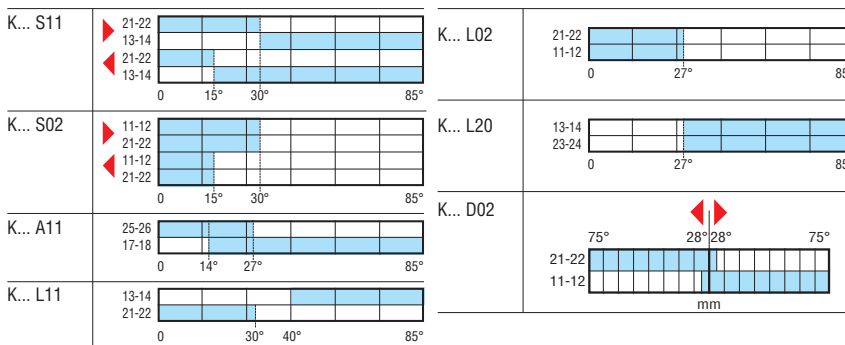 K... S11
21-22
13-14
21-22
13-14
0 15° 30° 85°
K... S02
11-12
21-22
11-12
21-22
0 15° 30° 85°
K... A11
25-26
17-18
0 14° 27° 85°
K... L11
13-14
21-22
0 30° 40° 85°
K... L02
21-22
11-12
0 27° 85
K... L20
13-14
23-24
0 27° 85
K... D02
75° 28° 28° 75°
21-22
11-12
mm